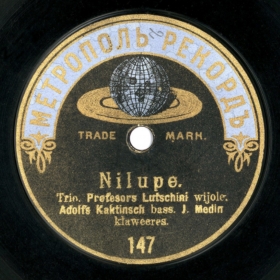 МЕТРОПОЛЬ РЕКОРДЪ
TRADE MARK.
Nilupe.
Trio. Profesors Lutschini wijole,
Adolfs Kaktinsch bass. J. Medin
klaweeres.
147